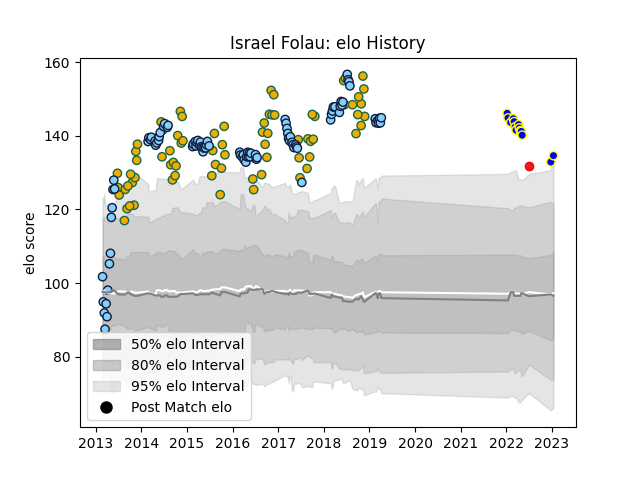 Israel Folau: elo History
160
140
120
100
80
elo score
50% elo Interval
80% elo Interval
95% elo Interval
Post Match elo
2013 2014 2015 2016 2017 2018 2019 2020 2021 2022 2023